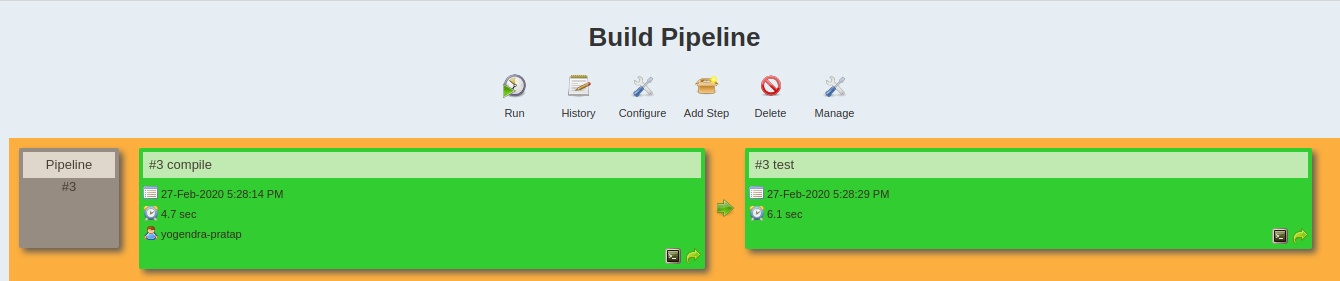 Build Pipeline
Run
History
Configure
Add Step
Delete
Manage
Pipeline
#3
#3 compile
27-Feb-2020 5:28:14 PM
4.7 sec
yogendra-pratap
#3 test
27-Feb-2020 5:28:29 PM
6.1 sec